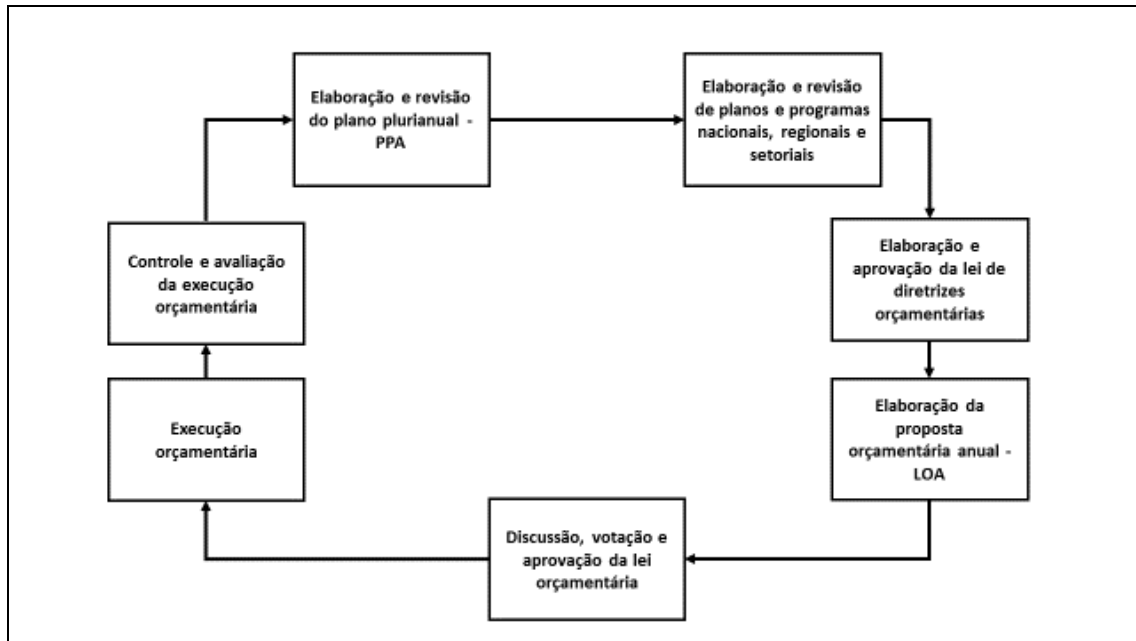 Elaboração e revisão
do plano plurianual -
PPA
Elaboração e revisão
de planos e programas
nacionais, regionais e
setoriais
Elaboração e
aprovação da lei de
diretrizes
orçamentárias
Elaboração da
proposta
orçamentária anual -
LOA
Discussão, votação e
aprovação da lei
orçamentária
Execução
orçamentária
Controle e avaliação
da execução
orçamentária